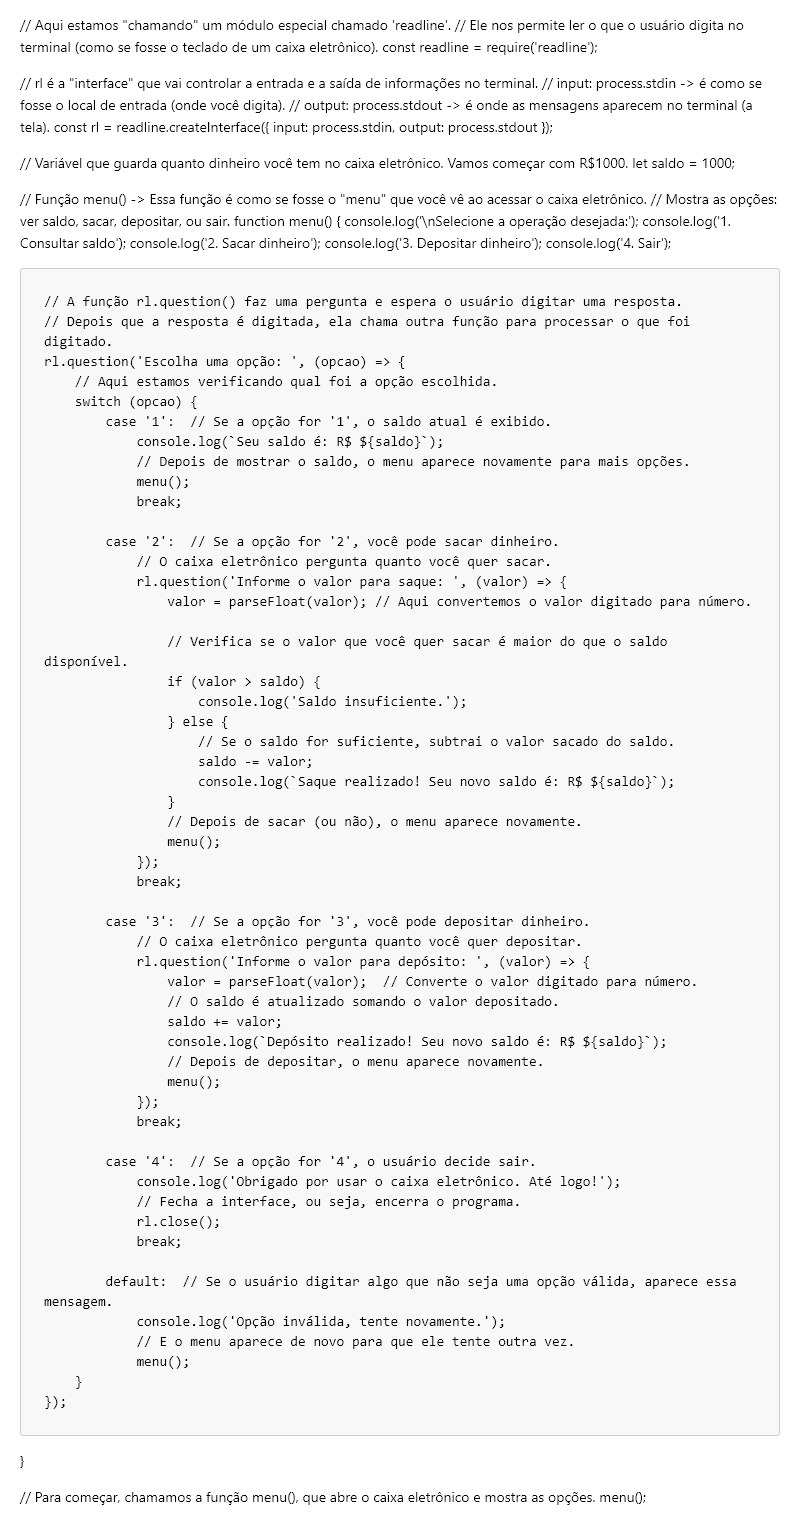 // Aqui estamos "chamando" um módulo especial chamado 'readline'. // Ele nos permite ler o que o usuário digita no
terminal (como se fosse o teclado de um caixa eletrônico). const readline = require('readline');
// rl é a "interface" que vai controlar a entrada e a saída de informações no terminal. // input: process.stdin -> é como se
fosse o local de entrada (onde você digita). // output: process.stdout -> é onde as mensagens aparecem no terminal (a
tela). const rl = readline.createInterface({ input: process.stdin, output: process.stdout });
// Variável que guarda quanto dinheiro você tem no caixa eletrônico. Vamos começar com R$1000. let saldo = 1000;
// Função menu() -> Essa função é como se fosse o "menu" que você vê ao acessar o caixa eletrônico. // Mostra as opções:
ver saldo, sacar, depositar, ou sair. function menu() { console.log('\nSelecione a operação desejada:'); console.log('1.
Consultar saldo'); console.log('2. Sacar dinheiro'); console.log('3. Depositar dinheiro'); console.log('4. Sair');
// A função rl.question() faz uma pergunta e espera o usuário digitar uma resposta.
// Depois que a resposta é digitada, ela chama outra função para processar o que foi
digitado.
rl.question('Escolha uma opção: ', (opcao) => {
    // Aqui estamos verificando qual foi a opção escolhida.
    switch (opcao) {
        case '1':  // Se a opção for '1', o saldo atual é exibido.
            console.log(`Seu saldo é: R$ ${saldo}`);
            // Depois de mostrar o saldo, o menu aparece novamente para mais opções.
            menu();
            break;
        case '2':  // Se a opção for '2', você pode sacar dinheiro.
            // O caixa eletrônico pergunta quanto você quer sacar.
            rl.question('Informe o valor para saque: ', (valor) => {
                valor = parseFloat(valor); // Aqui convertemos o valor digitado para número.
                // Verifica se o valor que você quer sacar é maior do que o saldo
disponível.
                if (valor > saldo) {
                    console.log('Saldo insuficiente.');
                } else {
                    // Se o saldo for suficiente, subtrai o valor sacado do saldo.
                    saldo -= valor;
                    console.log(`Saque realizado! Seu novo saldo é: R$ ${saldo}`);
                }
                // Depois de sacar (ou não), o menu aparece novamente.
                menu();
            });
            break;
        case '3':  // Se a opção for '3', você pode depositar dinheiro.
            // O caixa eletrônico pergunta quanto você quer depositar.
            rl.question('Informe o valor para depósito: ', (valor) => {
                valor = parseFloat(valor);  // Converte o valor digitado para número.
                // O saldo é atualizado somando o valor depositado.
                saldo += valor;
                console.log(`Depósito realizado! Seu novo saldo é: R$ ${saldo}`);
                // Depois de depositar, o menu aparece novamente.
                menu();
            });
            break;
        case '4':  // Se a opção for '4', o usuário decide sair.
            console.log('Obrigado por usar o caixa eletrônico. Até logo!');
            // Fecha a interface, ou seja, encerra o programa.
            rl.close();
            break;
        default:  // Se o usuário digitar algo que não seja uma opção válida, aparece essa
mensagem.
            console.log('Opção inválida, tente novamente.');
            // E o menu aparece de novo para que ele tente outra vez.
            menu();
    }
});
}
// Para começar, chamamos a função menu(), que abre o caixa eletrônico e mostra as opções. menu();